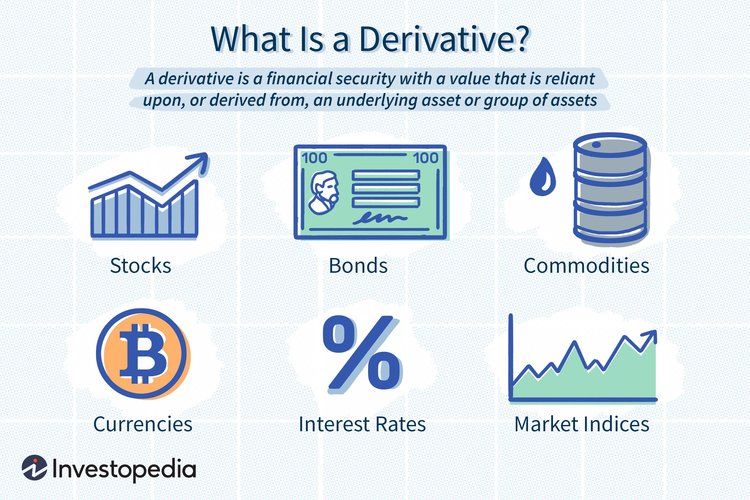 What Is a Derivative?
A derivative is a financial security with a value that is reliant
upon, or derived from, an underlying asset or group of assets
100 100
Stocks
Bonds
Commodities
Currencies
Interest Rates
Market Indices
Investopedia